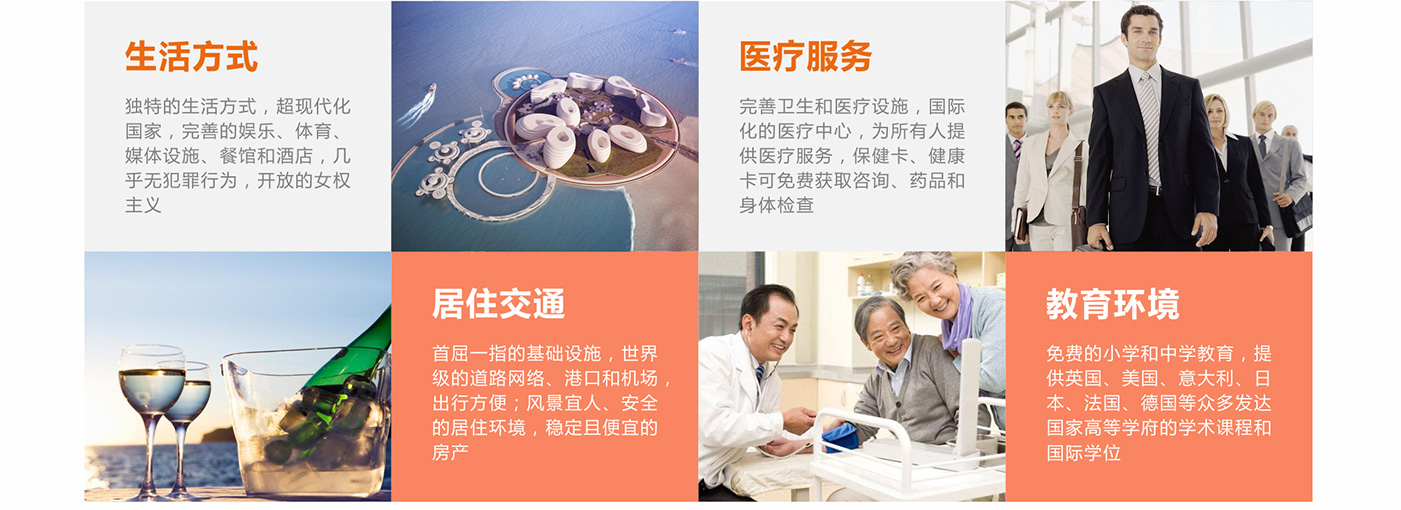 生活方式
独特的生活方式，超现代化
国家，完善的娱乐、体育、
媒体设施、餐馆和酒店，几
乎无犯罪行为，开放的女权
主义
医疗服务
完善卫生和医疗设施，国际
化的医疗中心，为所有人提
供医疗服务，保健卡、健康
卡可免费获取咨询、药品和
身体检查
居住交通
首屈一指的基础设施，世界
级的道路网络、港口和机场，
出行方便；风景宜人、安全
的居住环境，稳定且便宜的
房产
教育环境
免费的小学和中学教育，提
供英国、美国、意大利、日
本、法国、德国等众多发达
国家高等学府的学术课程和
国际学位